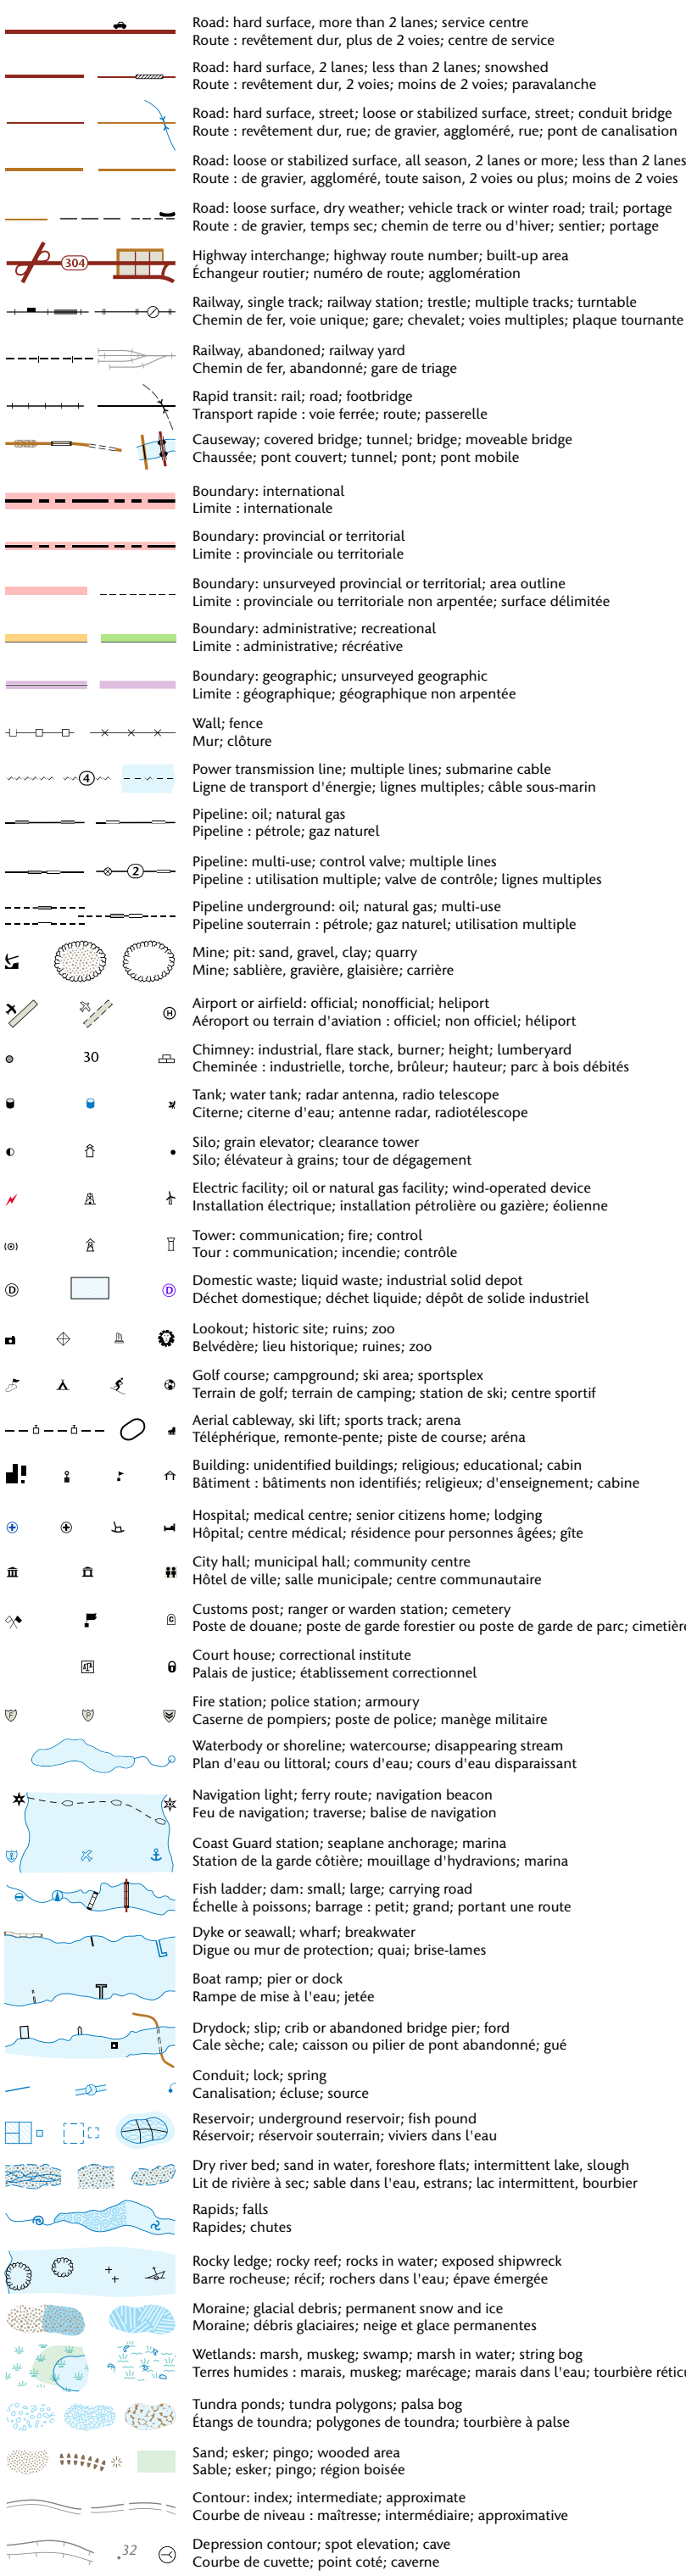 Road: hard surface, more than 2 lanes; service centre
Route : revêtement dur, plus de 2 voies; centre de service
Road: hard surface, 2 lanes; less than 2 lanes; snowshed
Route : revêtement dur, 2 voies; moins de 2 voies; paravalanche
Road: hard surface, street; loose or stabilized surface, street; conduit bridge
Route : revêtement dur, rue; de gravier, aggloméré, rue; pont de canalisation
Road: loose or stabilized surface, all season, 2 lanes or more; less than 2 lanes
Route : de gravier, aggloméré, toute saison, 2 voies ou plus; moins de 2 voies
Road: loose surface, dry weather; vehicle track or winter road; trail; portage
Route : de gravier, temps sec; chemin de terre ou d'hiver; sentier; portage
304
Highway interchange; highway route number; built-up area
Échangeur routier; numéro de route; agglomération
Railway, single track; railway station; trestle; multiple tracks; turntable
Chemin de fer, voie unique; gare; chevalet; voies multiples; plaque tournante
Railway, abandoned; railway yard
Chemin de fer, abandonné; gare de triage
Rapid transit: rail; road; footbridge
Transport rapide : voie ferrée; route; passerelle
Causeway; covered bridge; tunnel; bridge; moveable bridge
Chaussée; pont couvert; tunnel; pont; pont mobile
Boundary: international
Limite : internationale
Boundary: provincial or territorial
Limite : provinciale ou territoriale
Boundary: unsurveyed provincial or territorial; area outline
Limite : provinciale ou territoriale non arpentée; surface délimitée
Boundary: administrative; recreational
Limite : administrative; récréative
Boundary: geographic; unsurveyed geographic
Limite : géographique; géographique non arpentée
Wall; fence
Mur; clôture
4
Power transmission line; multiple lines; submarine cable
Ligne de transport d'énergie; lignes multiples; câble sous-marin
Pipeline: oil; natural gas
Pipeline : pétrole; gaz naturel
2
Pipeline: multi-use; control valve; multiple lines
Pipeline : utilisation multiple; valve de contrôle; lignes multiples
Pipeline underground: oil; natural gas; multi-use
Pipeline souterrain : pétrole; gaz naturel; utilisation multiple
Mine; pit: sand, gravel, clay; quarry
Mine; sablière, gravière, glaisière; carrière
H
Airport or airfield: official; nonofficial; heliport
Aéroport ou terrain d'aviation : officiel; non officiel; héliport
30
Chimney: industrial, flare stack, burner; height; lumberyard
Cheminée : industrielle, torche, brûleur; hauteur; parc à bois débités
Tank; water tank; radar antenna, radio telescope
Citerne; citerne d'eau; antenne radar, radiotélescope
Silo; grain elevator; clearance tower
Silo; élévateur à grains; tour de dégagement
Electric facility; oil or natural gas facility; wind-operated device
Installation électrique; installation pétrolière ou gazière; éolienne
Tower: communication; fire; control
Tour : communication; incendie; contrôle
D D
Domestic waste; liquid waste; industrial solid depot
Déchet domestique; déchet liquide; dépôt de solide industriel
Lookout; historic site; ruins; zoo
Belvédère; lieu historique; ruines; zoo
Golf course; campground; ski area; sportsplex
Terrain de golf; terrain de camping; station de ski; centre sportif
Aerial cableway, ski lift; sports track; arena
Téléphérique, remonte-pente; piste de course; aréna
Building: unidentified buildings; religious; educational; cabin
Bâtiment : bâtiments non identifiés; religieux; d'enseignement; cabine
Hospital; medical centre; senior citizens home; lodging
Hôpital; centre médical; résidence pour personnes âgées; gîte
City hall; municipal hall; community centre
Hôtel de ville; salle municipale; centre communautaire
C
Customs post; ranger or warden station; cemetery
Poste de douane; poste de garde forestier ou poste de garde de parc; cimetière
Court house; correctional institute
Palais de justice; établissement correctionnel
F P
Fire station; police station; armoury
Caserne de pompiers; poste de police; manège militaire
Waterbody or shoreline; watercourse; disappearing stream
Plan d'eau ou littoral; cours d'eau; cours d'eau disparaissant
Navigation light; ferry route; navigation beacon
Feu de navigation; traverse; balise de navigation
Coast Guard station; seaplane anchorage; marina
Station de la garde côtière; mouillage d'hydravions; marina
Fish ladder; dam: small; large; carrying road
Échelle à poissons; barrage : petit; grand; portant une route
Dyke or seawall; wharf; breakwater
Digue ou mur de protection; quai; brise-lames
Boat ramp; pier or dock
Rampe de mise à l'eau; jetée
Drydock; slip; crib or abandoned bridge pier; ford
Cale sèche; cale; caisson ou pilier de pont abandonné; gué
Conduit; lock; spring
Canalisation; écluse; source
Reservoir; underground reservoir; fish pound
Réservoir; réservoir souterrain; viviers dans l'eau
Dry river bed; sand in water, foreshore flats; intermittent lake, slough
Lit de rivière à sec; sable dans l'eau, estrans; lac intermittent, bourbier
Rapids; falls
Rapides; chutes
Rocky ledge; rocky reef; rocks in water; exposed shipwreck
Barre rocheuse; récif; rochers dans l'eau; épave émergée
Moraine; glacial debris; permanent snow and ice
Moraine; débris glaciaires; neige et glace permanentes
Wetlands: marsh, muskeg; swamp; marsh in water; string bog
Terres humides : marais, muskeg; marécage; marais dans l'eau; tourbière
Tundra ponds; tundra polygons; palsa bog
Étangs de toundra; polygones de toundra; tourbière à palse
Sand; esker; pingo; wooded area
Sable; esker; pingo; région boisée
Contour: index; intermediate; approximate
Courbe de niveau : maîtresse; intermédiaire; approximative
.32
Depression contour; spot elevation; cave
Courbe de cuvette; point coté; caverne